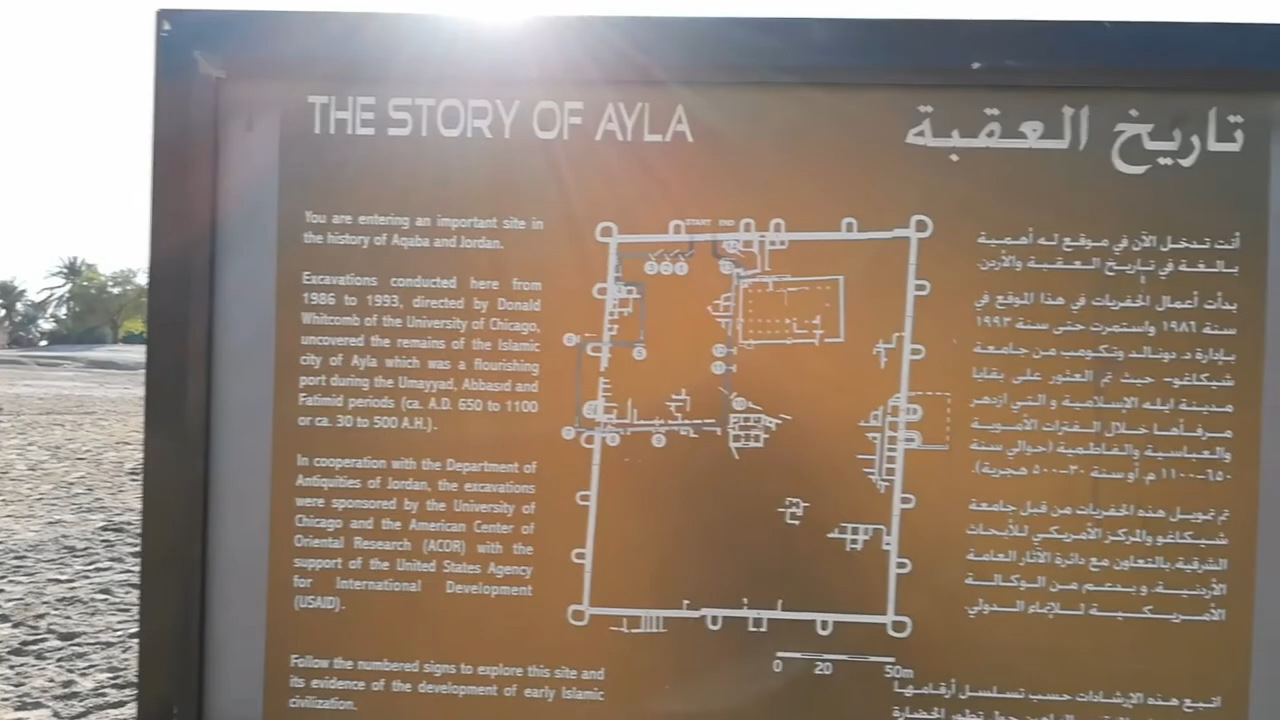 THE STORY OF AYLA
تاريخ العقبة
You are entering an important site in
the history of Aqaba and Jordan.
Excavations conducted here from
1986 to 1993, directed by Donald
Whitcomb of the University of Chicago,
uncovered the remains of the Islamic
city of Ayla which was a flourishing
port during the Umayyad, Abbasid and
Fatimid periods (ca. A.D. 650 to 1100
or ca. 30 to 500 A.H.).
In cooperation with the Department of
Antiquities of Jordan, the excavations
were sponsored by the University of
Chicago and the American Center of
Oriental Research (ACOR) with the
support of the United States Agency
for International Development
(USAID).
Follow the numbered signs to explore this site and
its evidence of the development of early Islamic
civilization.
START END
0 20 50m
أنت تدخل الآن في موقع له أهمية
بالغة في تاريخ العقبة والأردن.
بدأت أعمال الحفريات في هذا الموقع في
سنة ١٩٨٦ واستمرت حتى سنة ١٩٩٣
بإدارة د. دونالد وتكومب من جامعة
شيكاغو- حيث تم العثور على بقايا
مدينة ايله الإسلامية والتي ازدهر
مرفأها خلال الفترات الأموية
والعباسية والفاطمية (حوالي سنة
٦٥٠-١١٠٠ م. أو سنة ٣٠-٥٠٠ هجرية).
تم تمويل هذه الحفريات من قبل جامعة
شيكاغو والمركز الأمريكي للأبحاث
الشرقية، بالتعاون مع دائرة الآثار العامة
الأردنية، وبدعم من الوكالة
الأمريكية للإنماء الدولي.
اتبع هذه الإرشادات حسب تسلسل أرقامها
حول تطور الحضارة